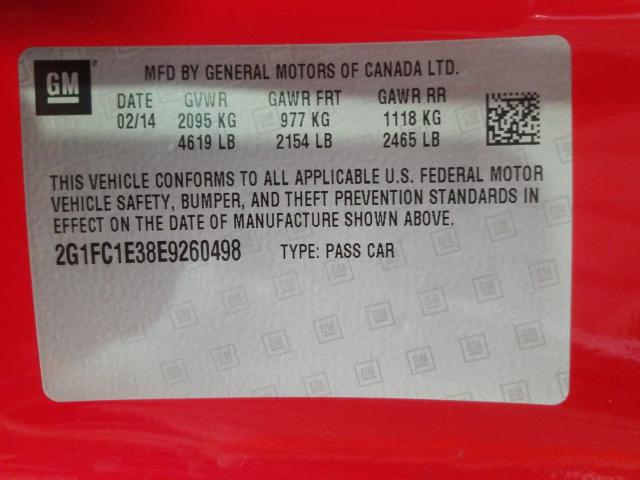 GM
MFD BY GENERAL MOTORS OF CANADA LTD.
DATE GVWR GAWR FRT GAWR RR
02/14 2095 KG 977 KG 1118 KG
4619 LB 2154 LB 2465 LB
THIS VEHICLE CONFORMS TO ALL APPLICABLE U.S. FEDERAL MOTOR
VEHICLE SAFETY, BUMPER, AND THEFT PREVENTION STANDARDS IN
EFFECT ON THE DATE OF MANUFACTURE SHOWN ABOVE.
2G1FC1E38E9260498 TYPE: PASS CAR